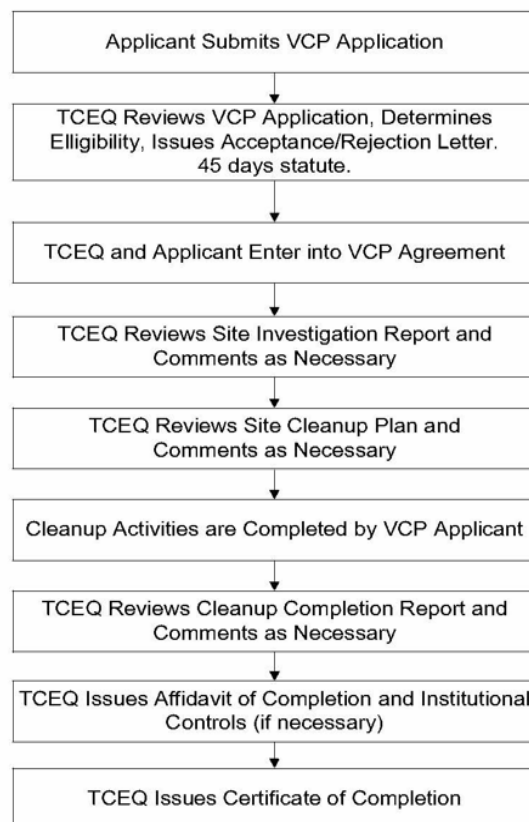 Applicant Submits VCP Application
TCEQ Reviews VCP Application, Determines
Elligibility, Issues Acceptance/Rejection Letter.
45 days statute.
TCEQ and Applicant Enter into VCP Agreement
TCEQ Reviews Site Investigation Report and
Comments as Necessary
TCEQ Reviews Site Cleanup Plan and
Comments as Necessary
Cleanup Activities are Completed by VCP Applicant
TCEQ Reviews Cleanup Completion Report and
Comments as Necessary
TCEQ Issues Affidavit of Completion and Institutional
Controls (if necessary)
TCEQ Issues Certificate of Completion